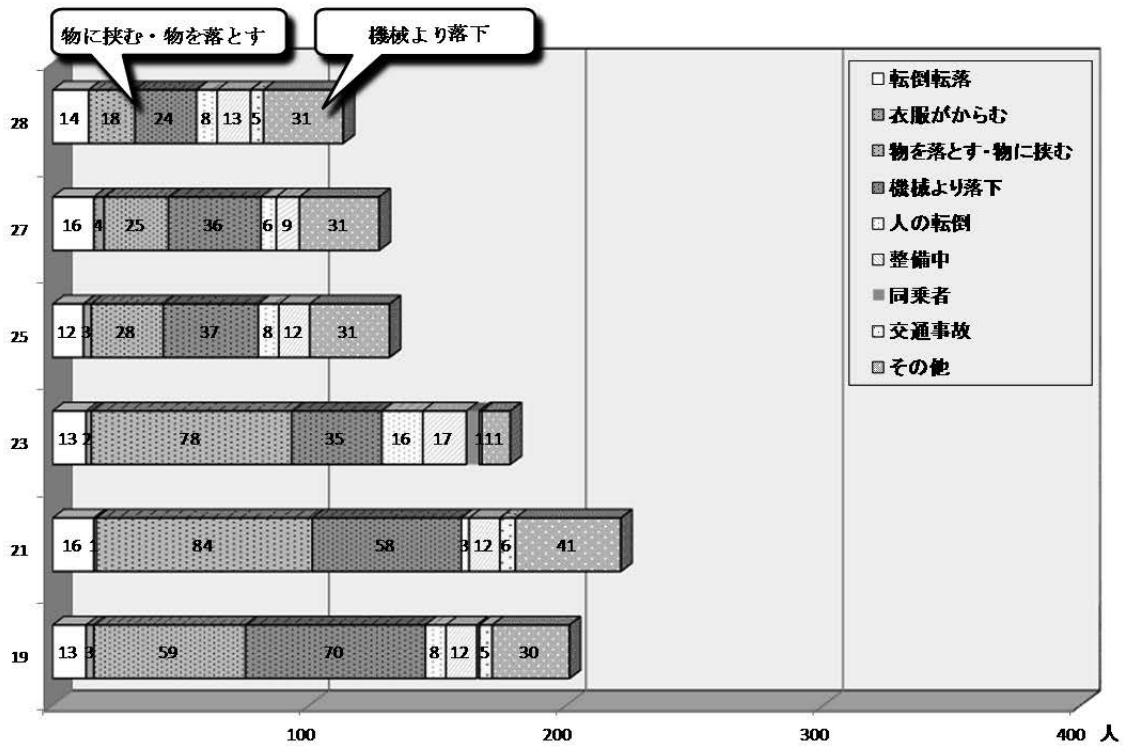 物に挟む・物を落とす
機械より落下
転倒転落
衣服がからむ
物を落とす・物に挟む
機械より落下
人の転倒
整備中
同乗者
交通事故
その他
28
14 18 24 8 13 5 31
27
16 4 25 36 6 9 31
25
12 3 28 37 8 12 31
23
13 2 78 35 16 17 1 11
21
16 1 84 58 3 12 6 41
19
13 3 59 70 8 12 5 30
100 200 300 400 人